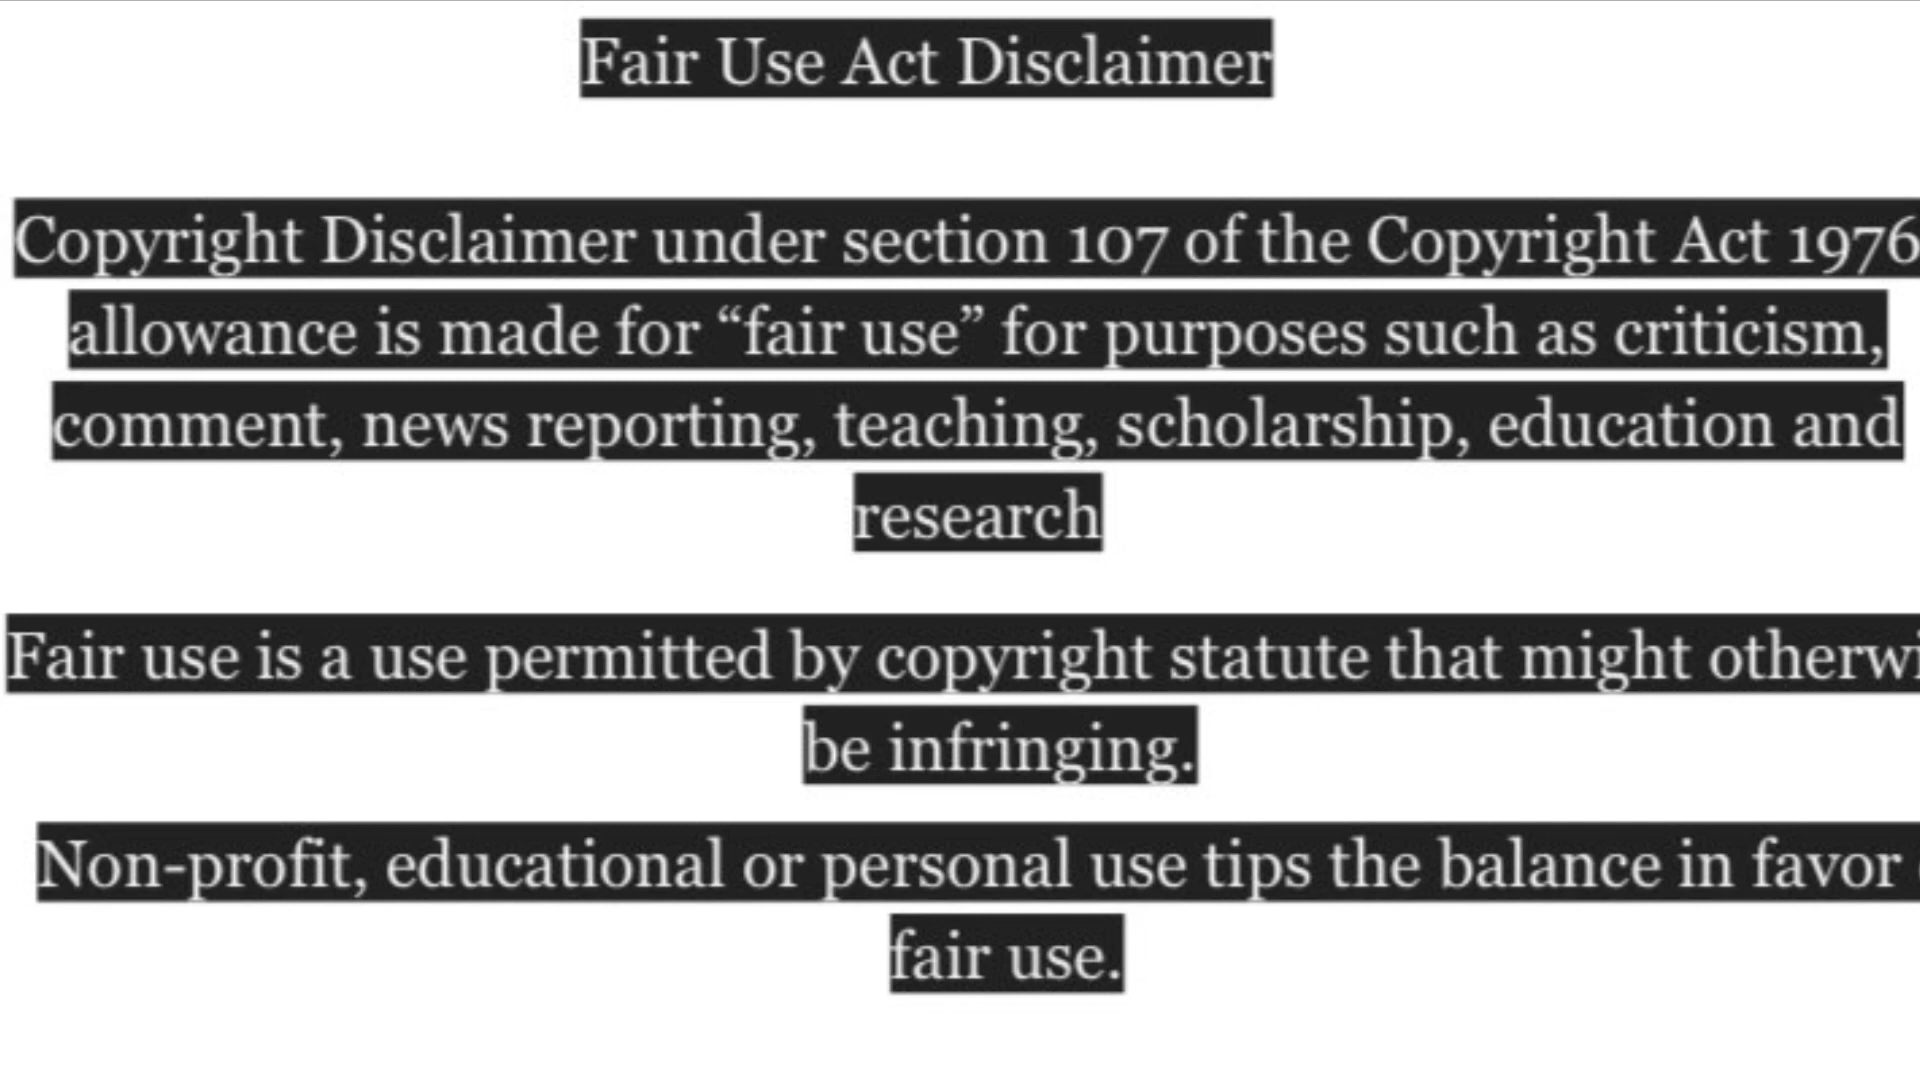 Fair Use Act Disclaimer
Copyright Disclaimer under section 107 of the Copyright Act 1976
allowance is made for “fair use” for purposes such as criticism,
comment, news reporting, teaching, scholarship, education and
research
Fair use is a use permitted by copyright statute that might otherwi
be infringing.
Non-profit, educational or personal use tips the balance in favor
fair use.